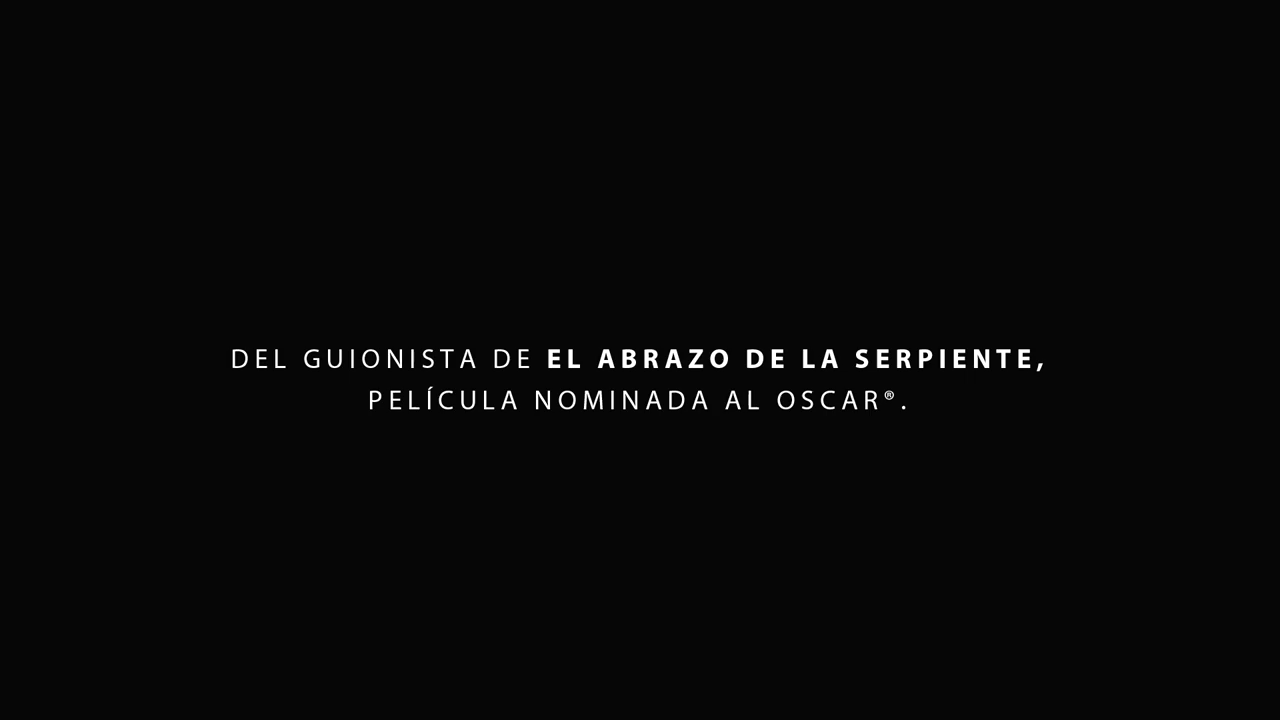 DEL GUIONISTA DE EL ABRAZO DE LA SERPIENTE,
PELÍCULA NOMINADA AL OSCAR®.